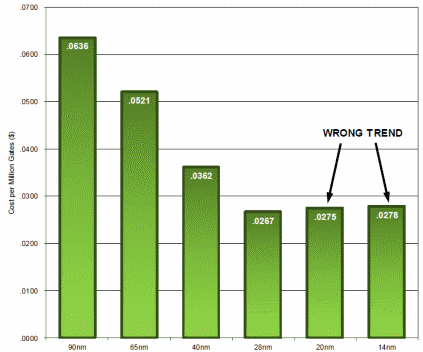 .0700
.0600
.0500
.0400
.0300
.0200
.0100
.0000
Cost per Million Gates ($)
.0636
.0521
.0362
.0267
.0275
.0278
WRONG TREND
90nm
65nm
40nm
28nm
20nm
14nm